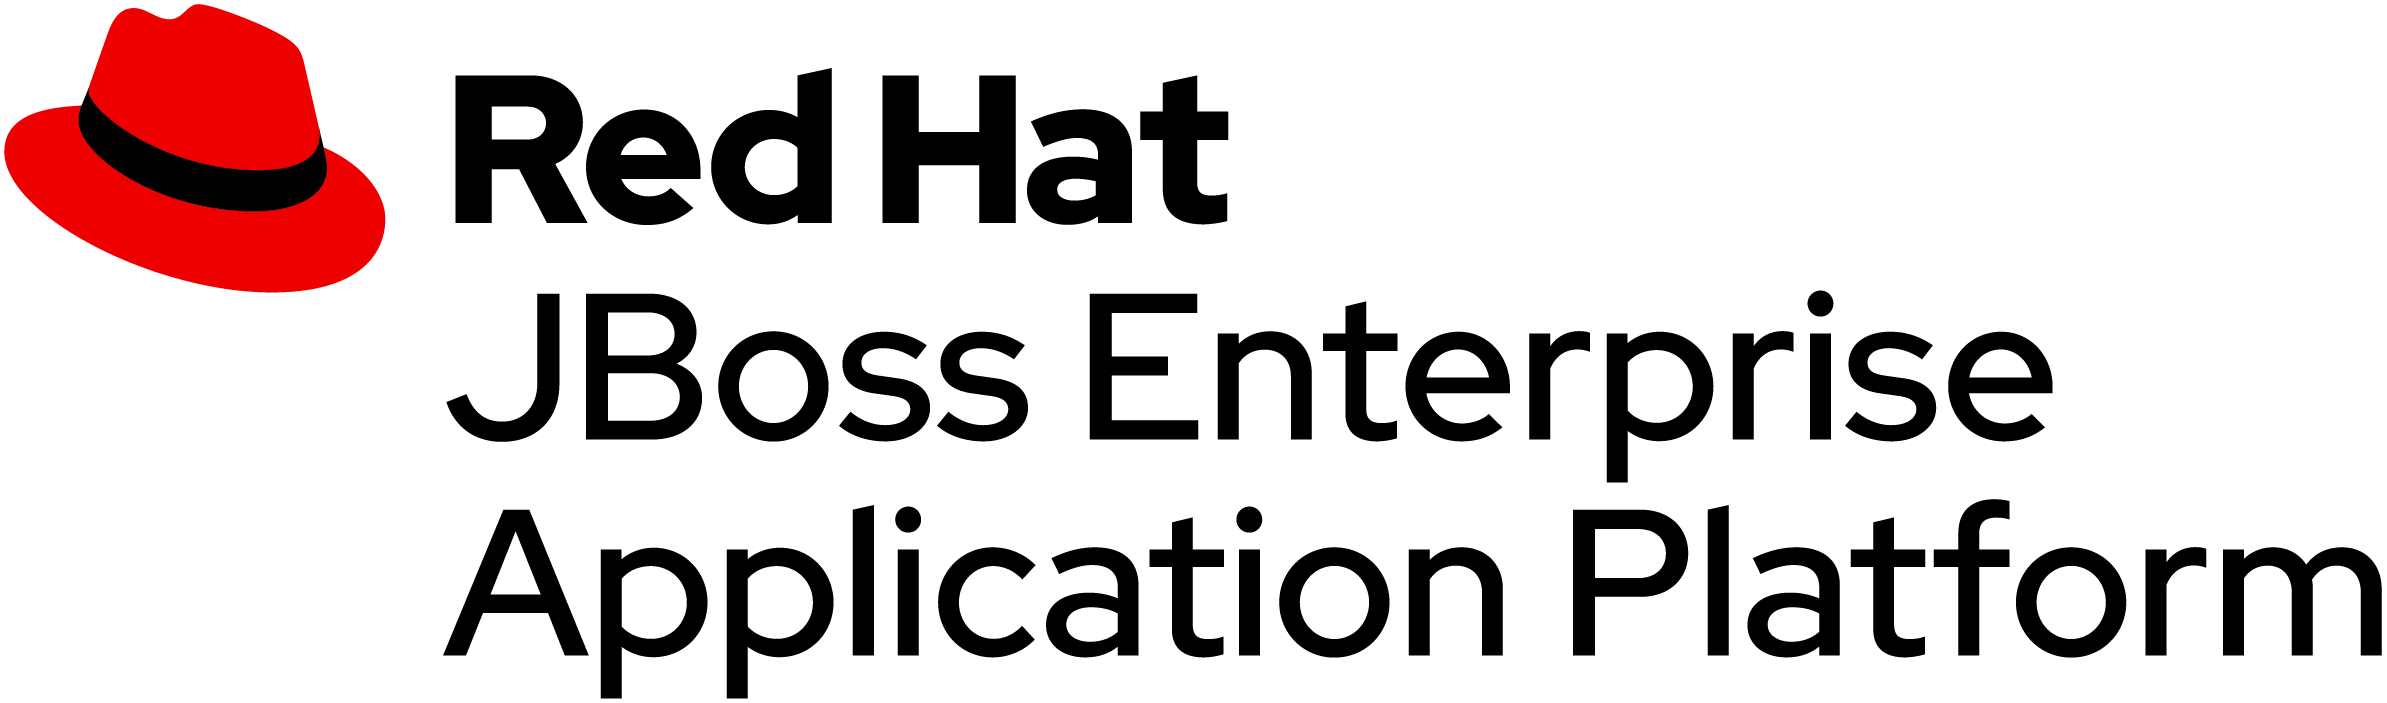 Red Hat
JBoss Enterprise
Application Platform